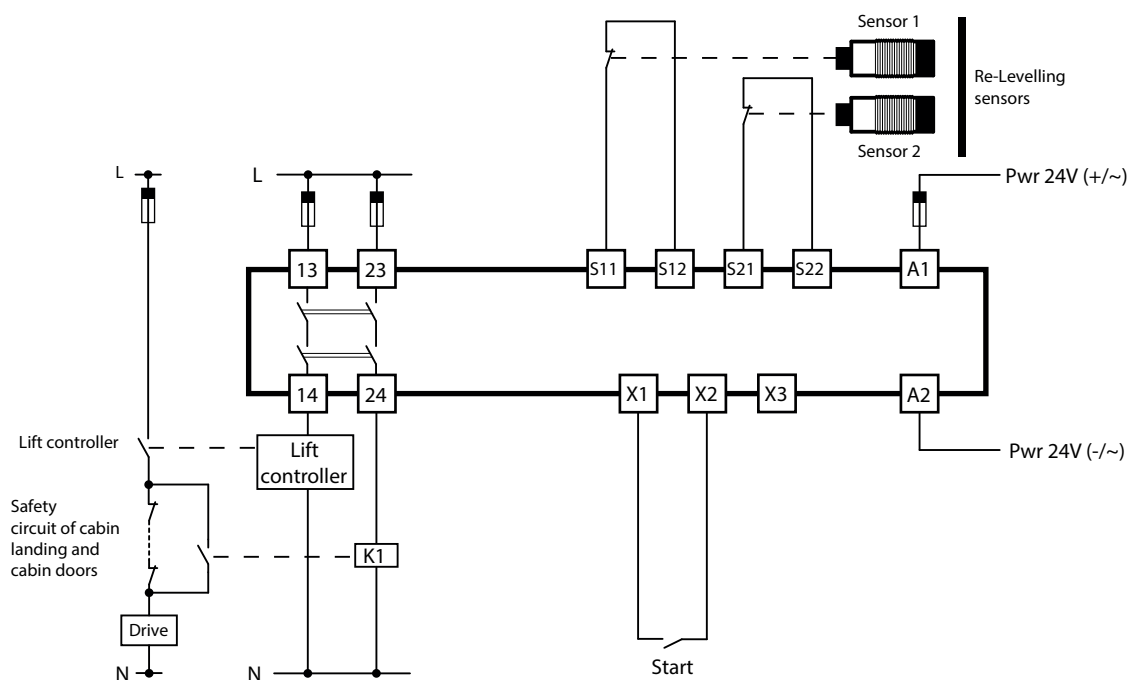 Sensor 1
Re-Levelling
sensors
Sensor 2
L
L
Pwr 24V (+/~)
13
23
S11
S12
S21
S22
A1
14
24
X1
X2
X3
A2
Lift controller
Lift
controller
Pwr 24V (-/~)
Safety
circuit of cabin
landing and
cabin doors
K1
Drive
Start
N
N